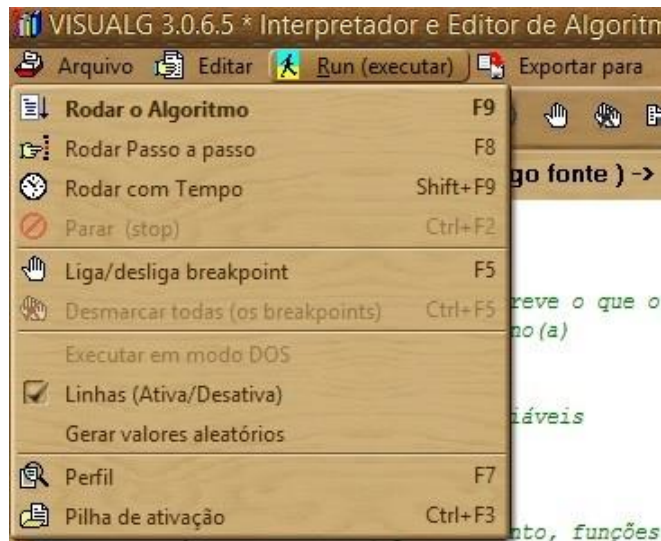 VISUALG 3.0.6.5 * Interpretador e Editor de Algoritm
Arquivo Editar Run (executar) Exportar para
Rodar o Algoritmo F9
Rodar Passo a passo F8
go fonte ) ->
Rodar com Tempo Shift+F9
Parar (stop) Ctrl+F2
Liga/desliga breakpoint F5
reve o que o
Desmarcar todas (os breakpoints) Ctrl+F5
no(a)
Executar em modo DOS
Linhas (Ativa/Desativa)
iáveis
Gerar valores aleatórios
Perfil F7
Pilha de ativação Ctrl+F3
nto, funções